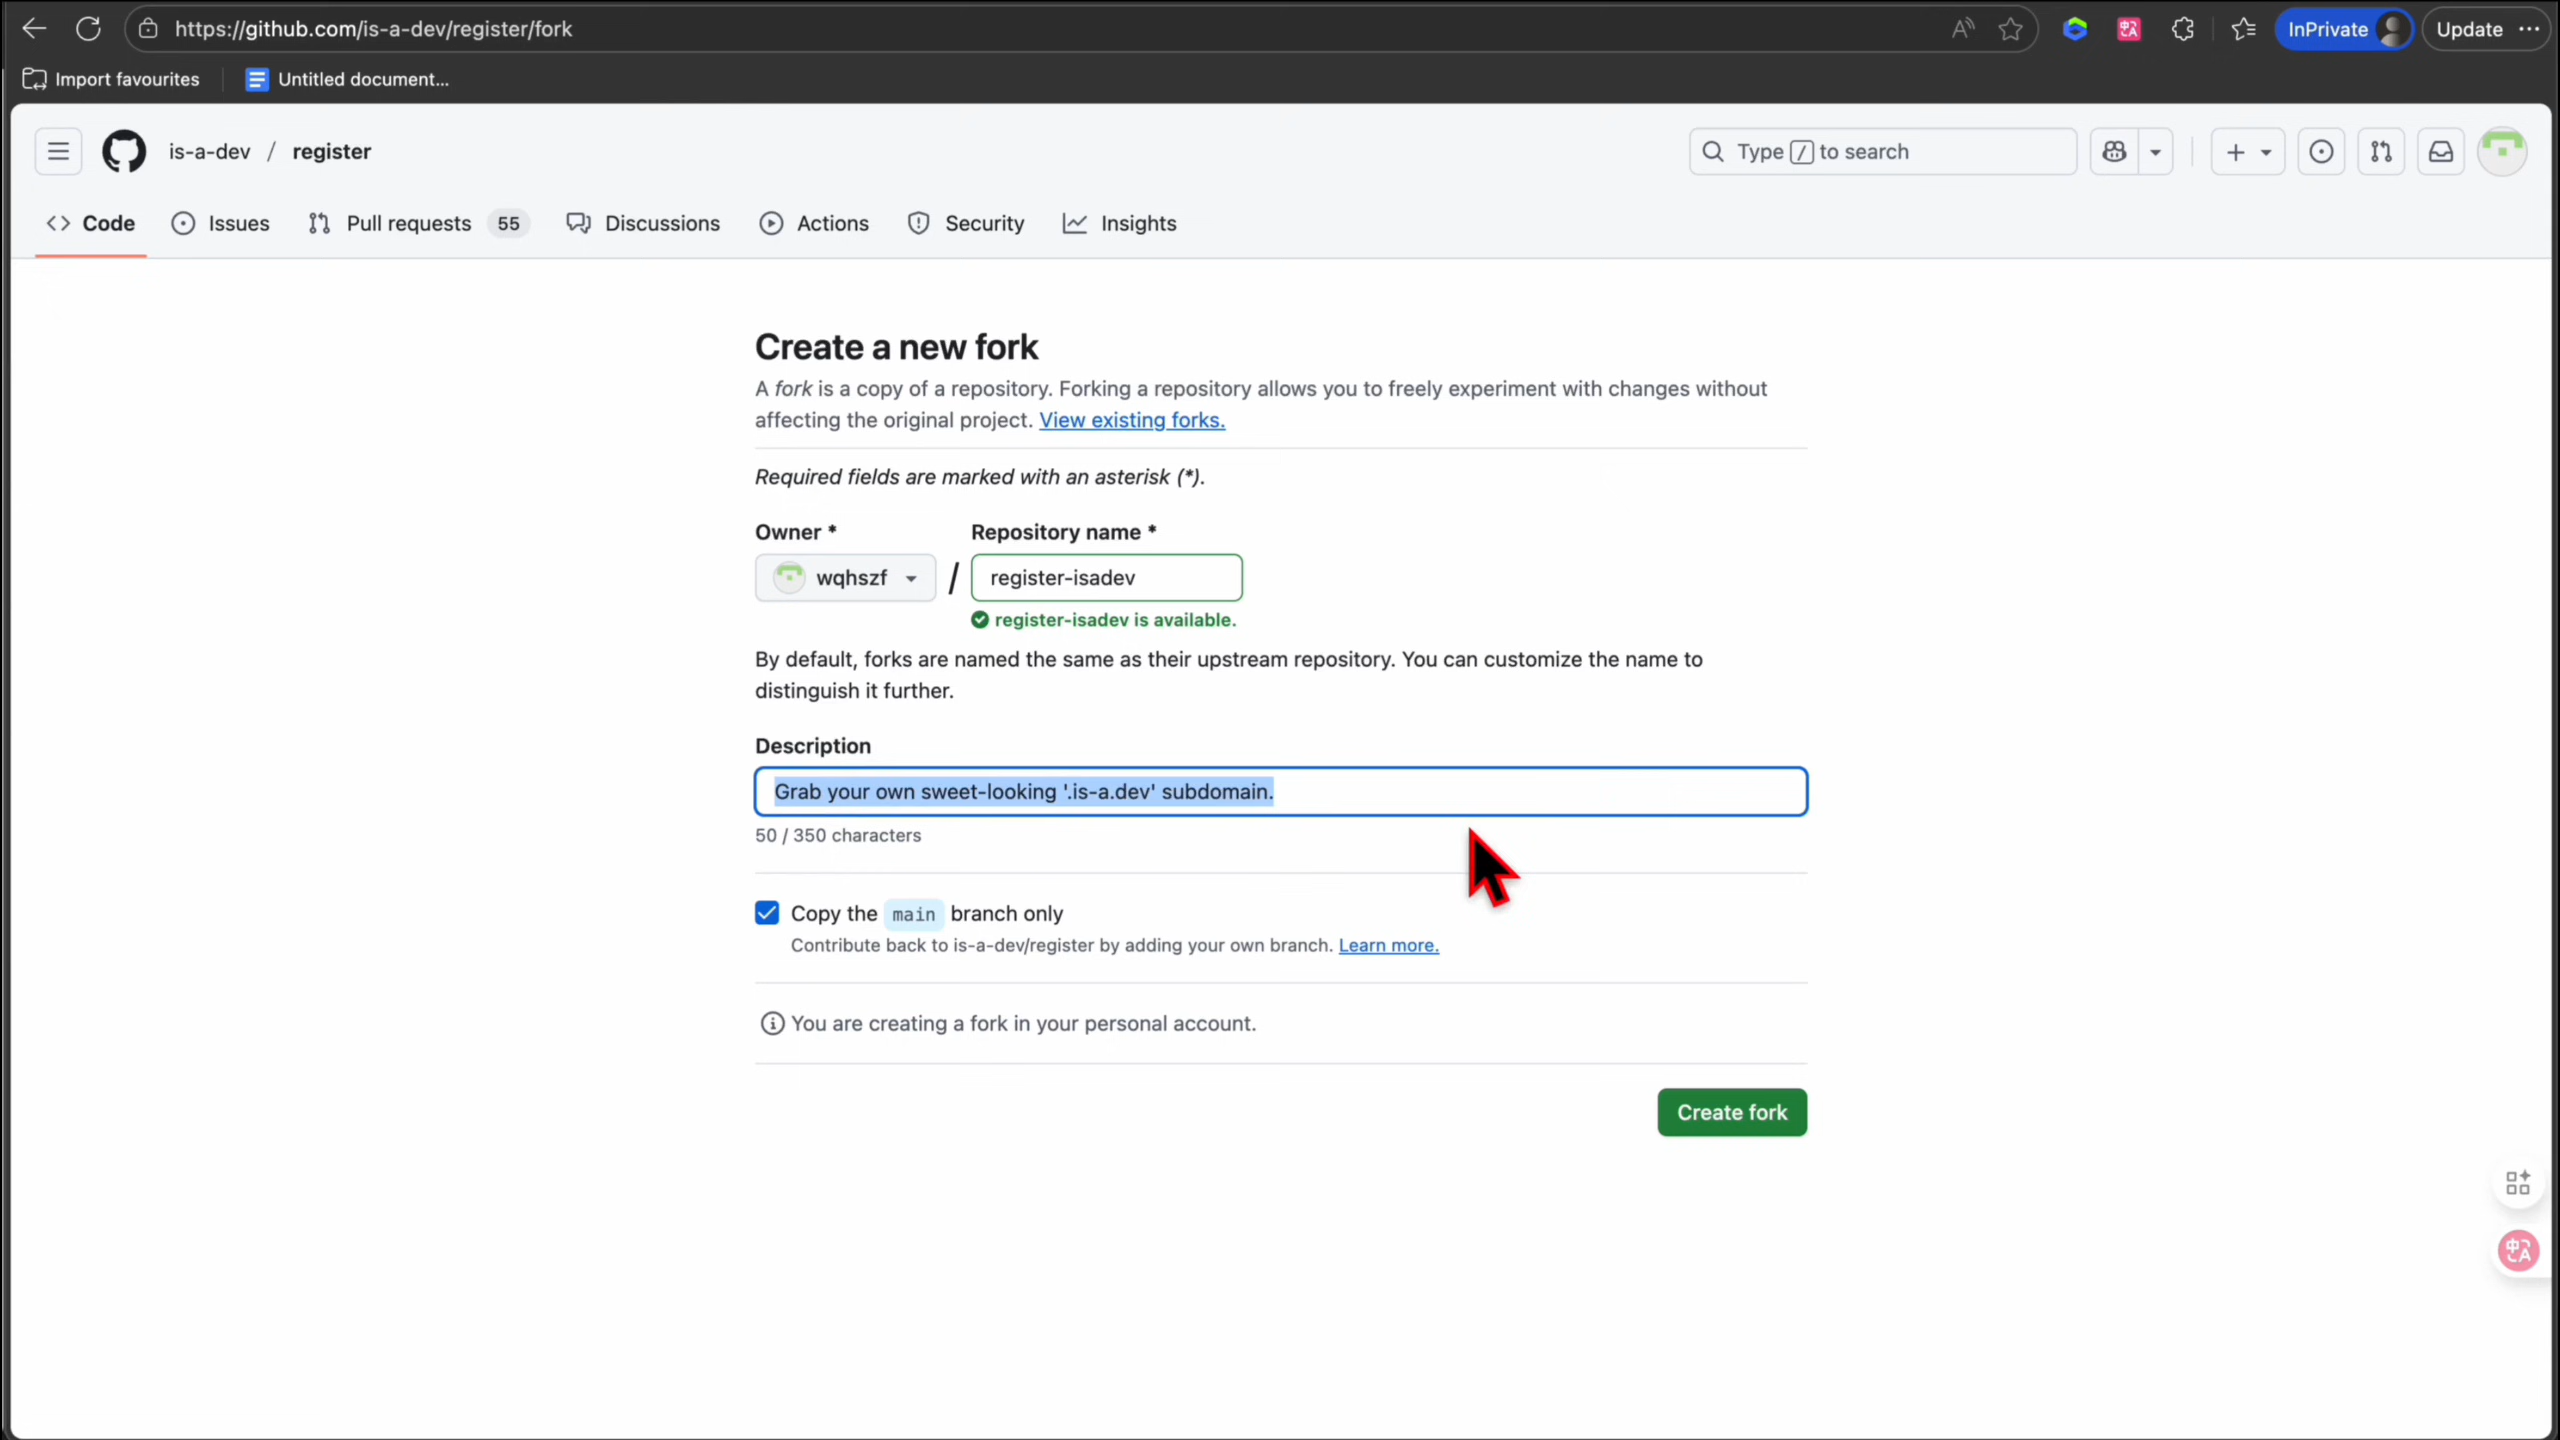 https://github.com/is-a-dev/register/fork
InPrivate
Update
Import favourites
Untitled document...
is-a-dev / register
Type / to search
Code
Issues
Pull requests 55
Discussions
Actions
Security
Insights
Create a new fork
A fork is a copy of a repository. Forking a repository allows you to freely experiment with changes without
affecting the original project. View existing forks.
Required fields are marked with an asterisk (*).
Owner *
Repository name *
wqhszf
/
register-isadev
register-isadev is available.
By default, forks are named the same as their upstream repository. You can customize the name to
distinguish it further.
Description
Grab your own sweet-looking '.is-a.dev' subdomain.
50 / 350 characters
Copy the main branch only
Contribute back to is-a-dev/register by adding your own branch. Learn more.
You are creating a fork in your personal account.
Create fork